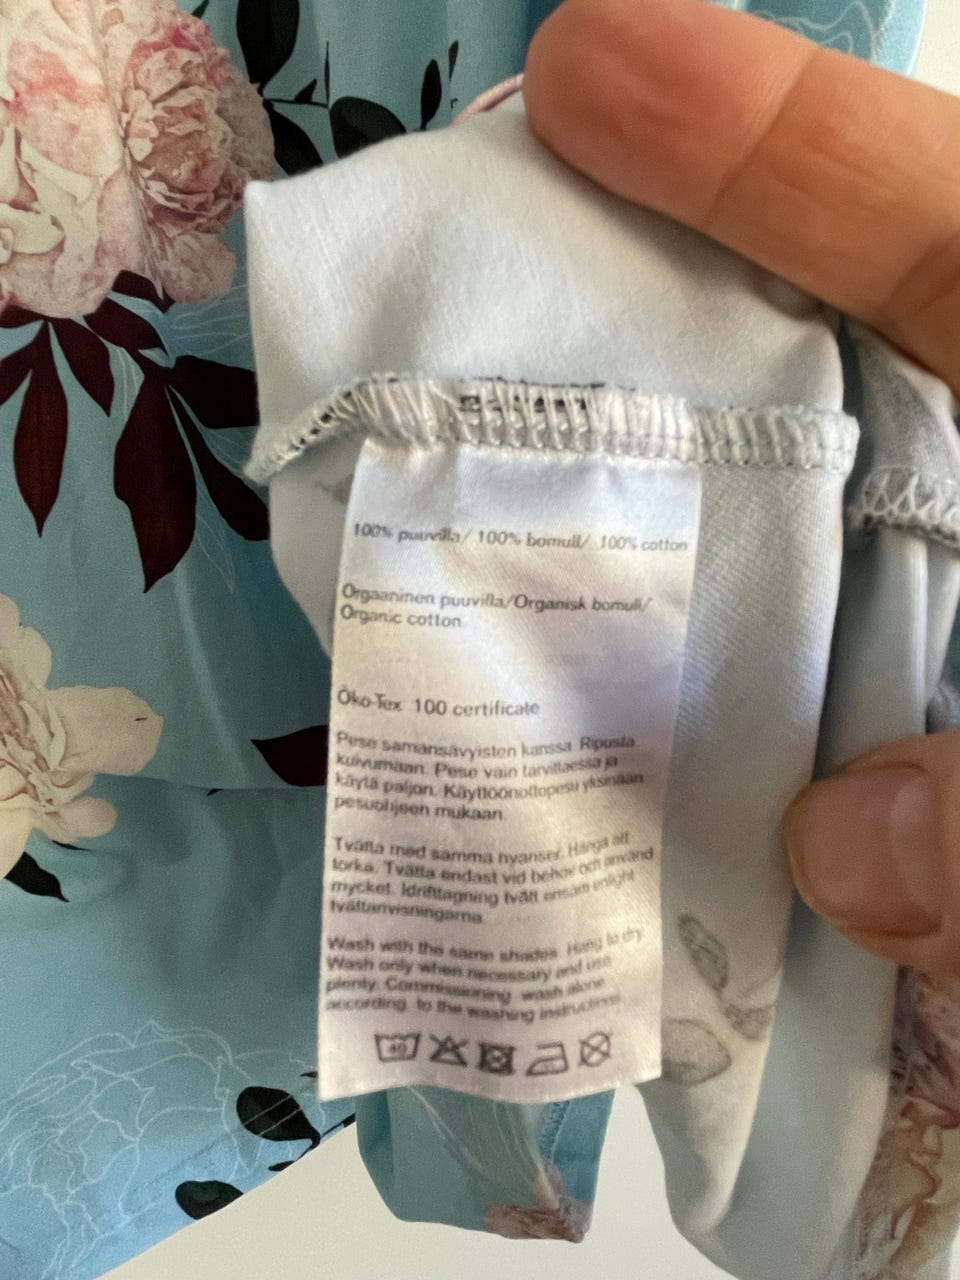 100% puuvilla/ 100% bomull/ 100% cotton
Orgaaninen puuvilla/Organisk bomull/
Organic cotton
Öko-Tex 100 certificate
Pese samansävyisten kanssa. Ripusta
kuivumaan. Pese vain tarvittaessa ja
käytä paljon. Käyttöönottopesu yksinään
pesuohjeen mukaan.
Tvätta med samma nyanser. Hänga att
torka. Tvätta endast vid behov och använd
mycket. Idrifttagning tvätt ensam enligt
tvättanvisningarna.
Wash with the same shades. Hang to dry.
Wash only when necessary and use
plenty. Commissioning wash alone
according to the washing instructions.
40